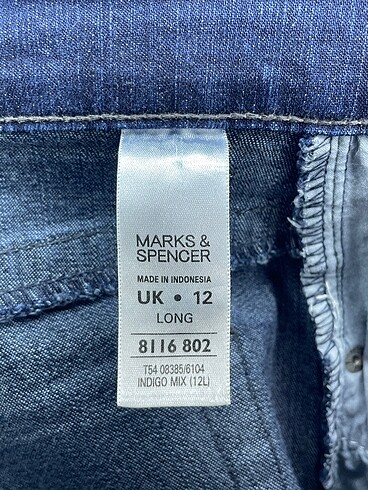 MARKS &
SPENCER
MADE IN INDONESIA
UK • 12
LONG
8116 802
T54 08385/6104
INDIGO MIX (12L)